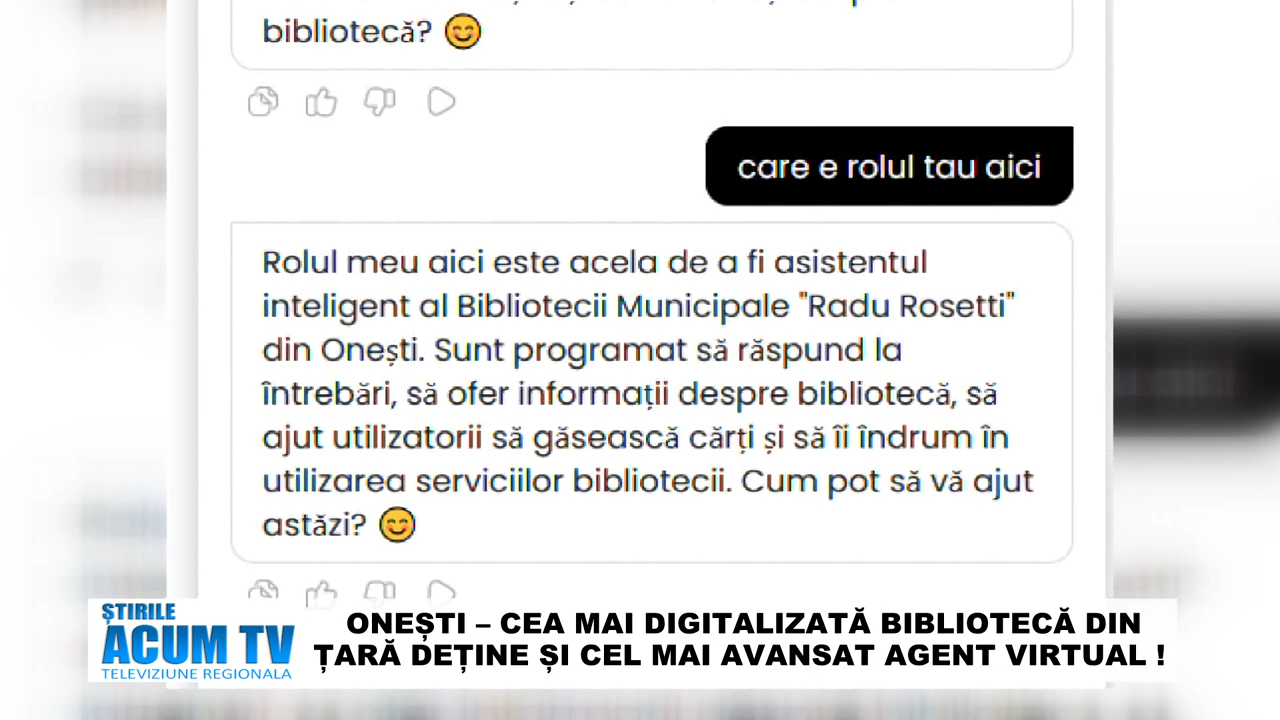 bibliotecă? 😊
care e rolul tau aici
Rolul meu aici este acela de a fi asistentul
inteligent al Bibliotecii Municipale "Radu Rosetti"
din Onești. Sunt programat să răspund la
întrebări, să ofer informații despre bibliotecă, să
ajut utilizatorii să găsească cărți și să îi îndrum în
utilizarea serviciilor bibliotecii. Cum pot să vă ajut
astăzi? 😊
ȘTIRILE
ACUM TV
TELEVIZIUNE REGIONALA
ONEȘTI – CEA MAI DIGITALIZATĂ BIBLIOTECĂ DIN
ȚARĂ DEȚINE ȘI CEL MAI AVANSAT AGENT VIRTUAL !